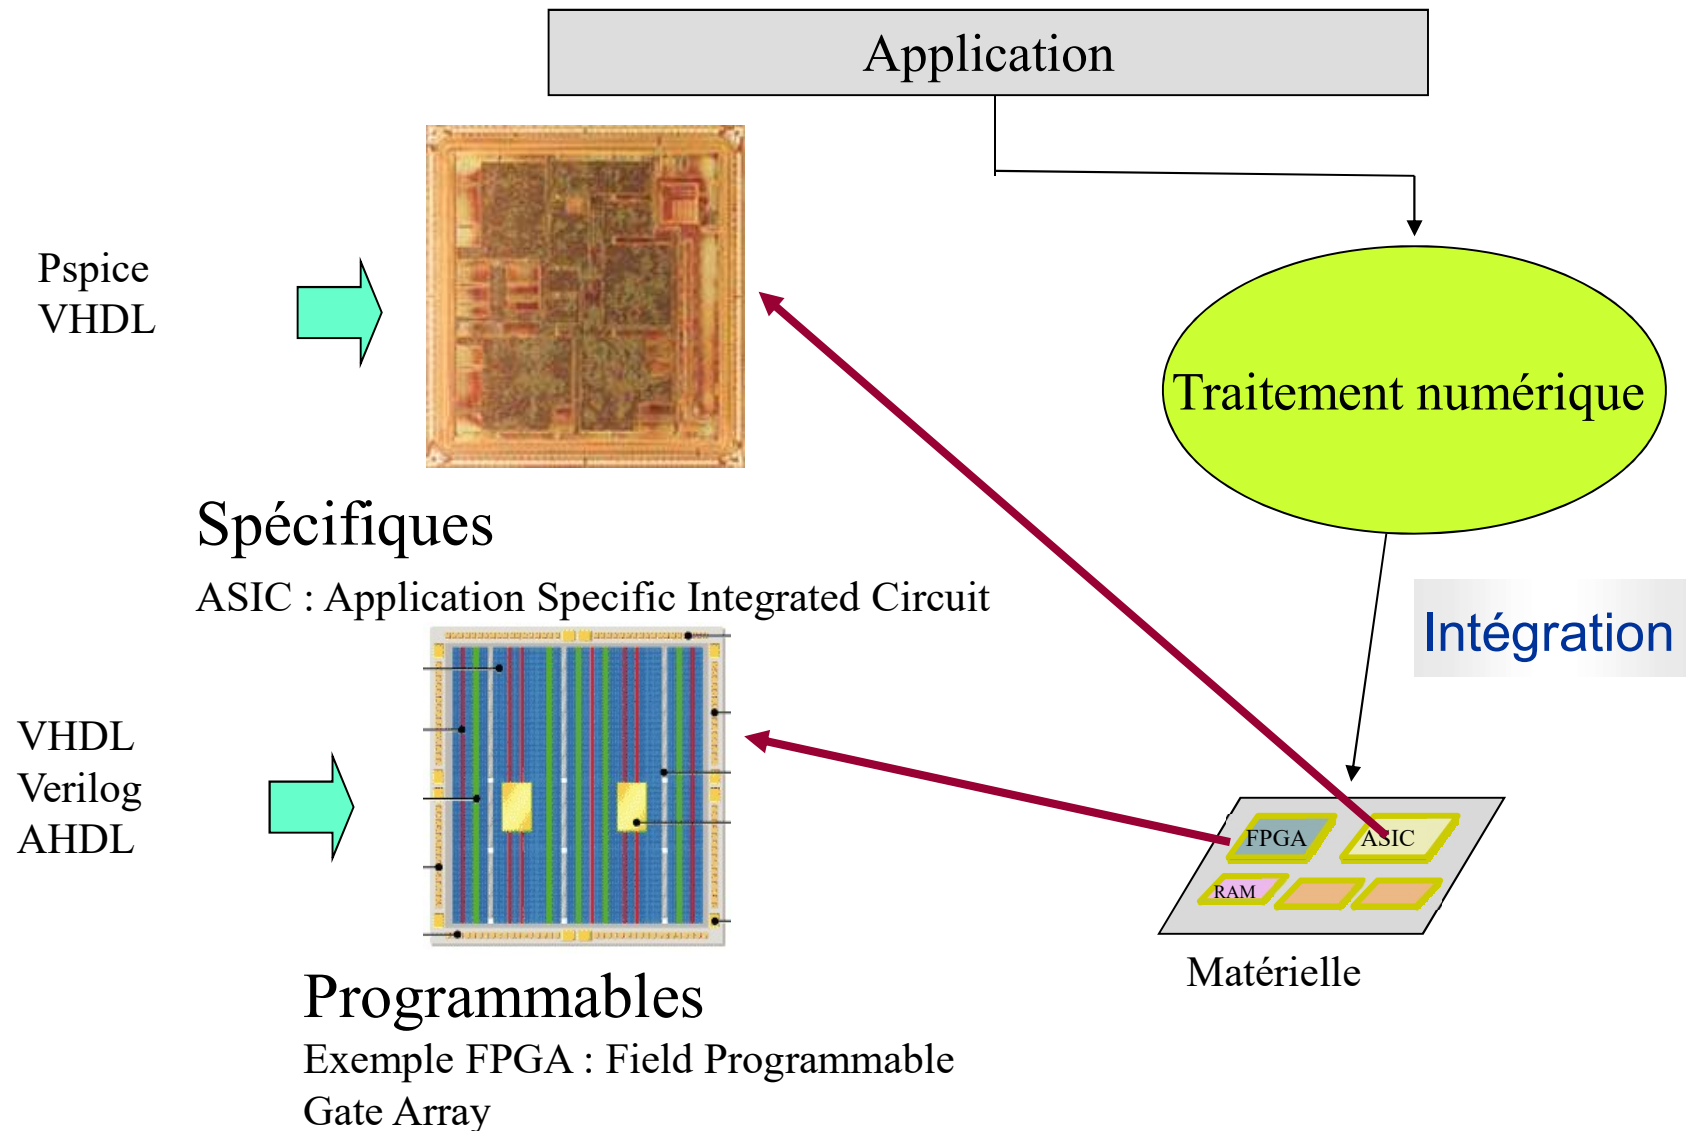 Application
Pspice
VHDL
Traitement numérique
Spécifiques
ASIC : Application Specific Integrated Circuit
Intégration
VHDL
Verilog
AHDL
FPGA
ASIC
RAM
Matérielle
Programmables
Exemple FPGA : Field Programmable
Gate Array